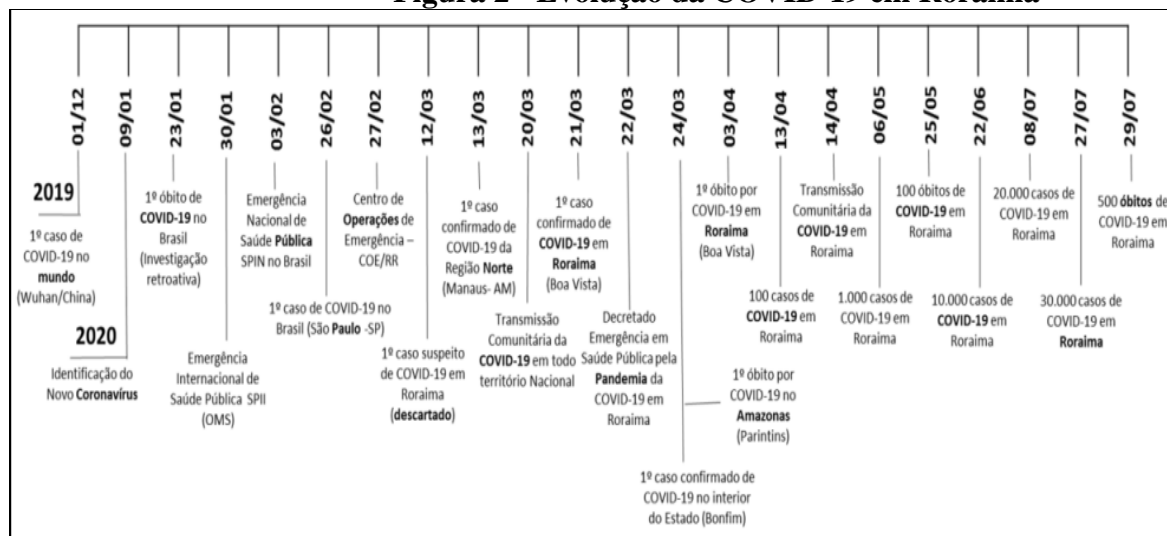 Figura 2 - Evolução da COVID-19 em Roraima
01/12
09/01
23/01
30/01
03/02
26/02
27/02
12/03
13/03
20/03
21/03
22/03
24/03
03/04
13/04
14/04
06/05
25/05
22/06
08/07
27/07
29/07
2019
1º caso de
COVID-19 no
mundo
(Wuhan/China)
2020
Identificação do
Novo Coronavírus
1º óbito de
COVID-19 no
Brasil
(Investigação
retroativa)
Emergência
Internacional de
Saúde Pública SPII
(OMS)
Emergência
Nacional de
Saúde Pública
SPIN no Brasil
1º caso de COVID-19 no
Brasil (São Paulo -SP)
Centro de
Operações de
Emergência –
COE/RR
1º caso suspeito
de COVID-19 em
Roraima
(descartado)
1º caso
confirmado de
COVID-19 da
Região Norte
(Manaus- AM)
Transmissão
Comunitária da
COVID-19 em todo
território Nacional
1º caso
confirmado de
COVID-19 em
Roraima
(Boa Vista)
Decretado
Emergência em
Saúde Pública pela
Pandemia da
COVID-19 em
Roraima
1º caso confirmado de
COVID-19 no interior
do Estado (Bonfim)
1º óbito por
COVID-19 no
Amazonas
(Parintins)
1º óbito por
COVID-19 em
Roraima
(Boa Vista)
100 casos de
COVID-19 em
Roraima
Transmissão
Comunitária da
COVID-19 em
Roraima
1.000 casos de
COVID-19 em
Roraima
100 óbitos de
COVID-19 em
Roraima
10.000 casos de
COVID-19 em
Roraima
20.000 casos de
COVID-19 em
Roraima
30.000 casos de
COVID-19 em
Roraima
500 óbitos de
COVID-19 em
Roraima